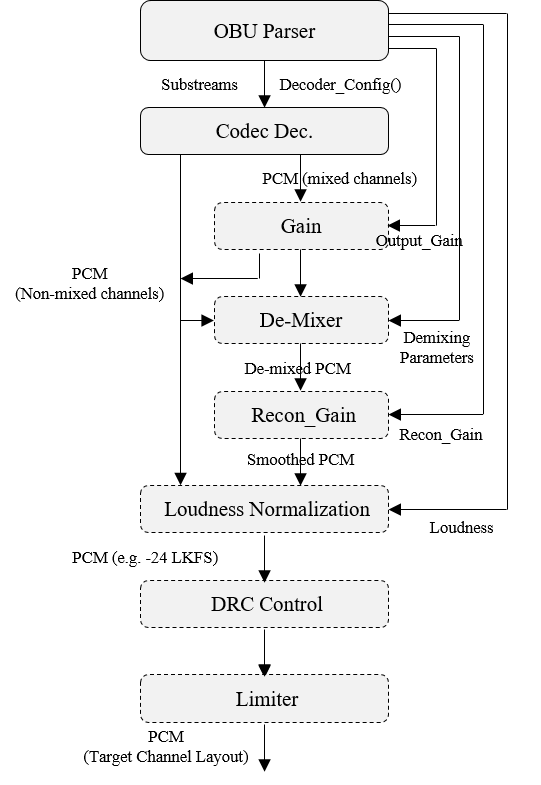 OBU Parser
Substreams
Decoder_Config()
Codec Dec.
PCM (mixed channels)
Gain
Output_Gain
PCM
(Non-mixed channels)
De-Mixer
Demixing
Parameters
De-mixed PCM
Recon_Gain
Recon_Gain
Smoothed PCM
Loudness Normalization
Loudness
PCM (e.g. -24 LKFS)
DRC Control
Limiter
PCM
(Target Channel Layout)